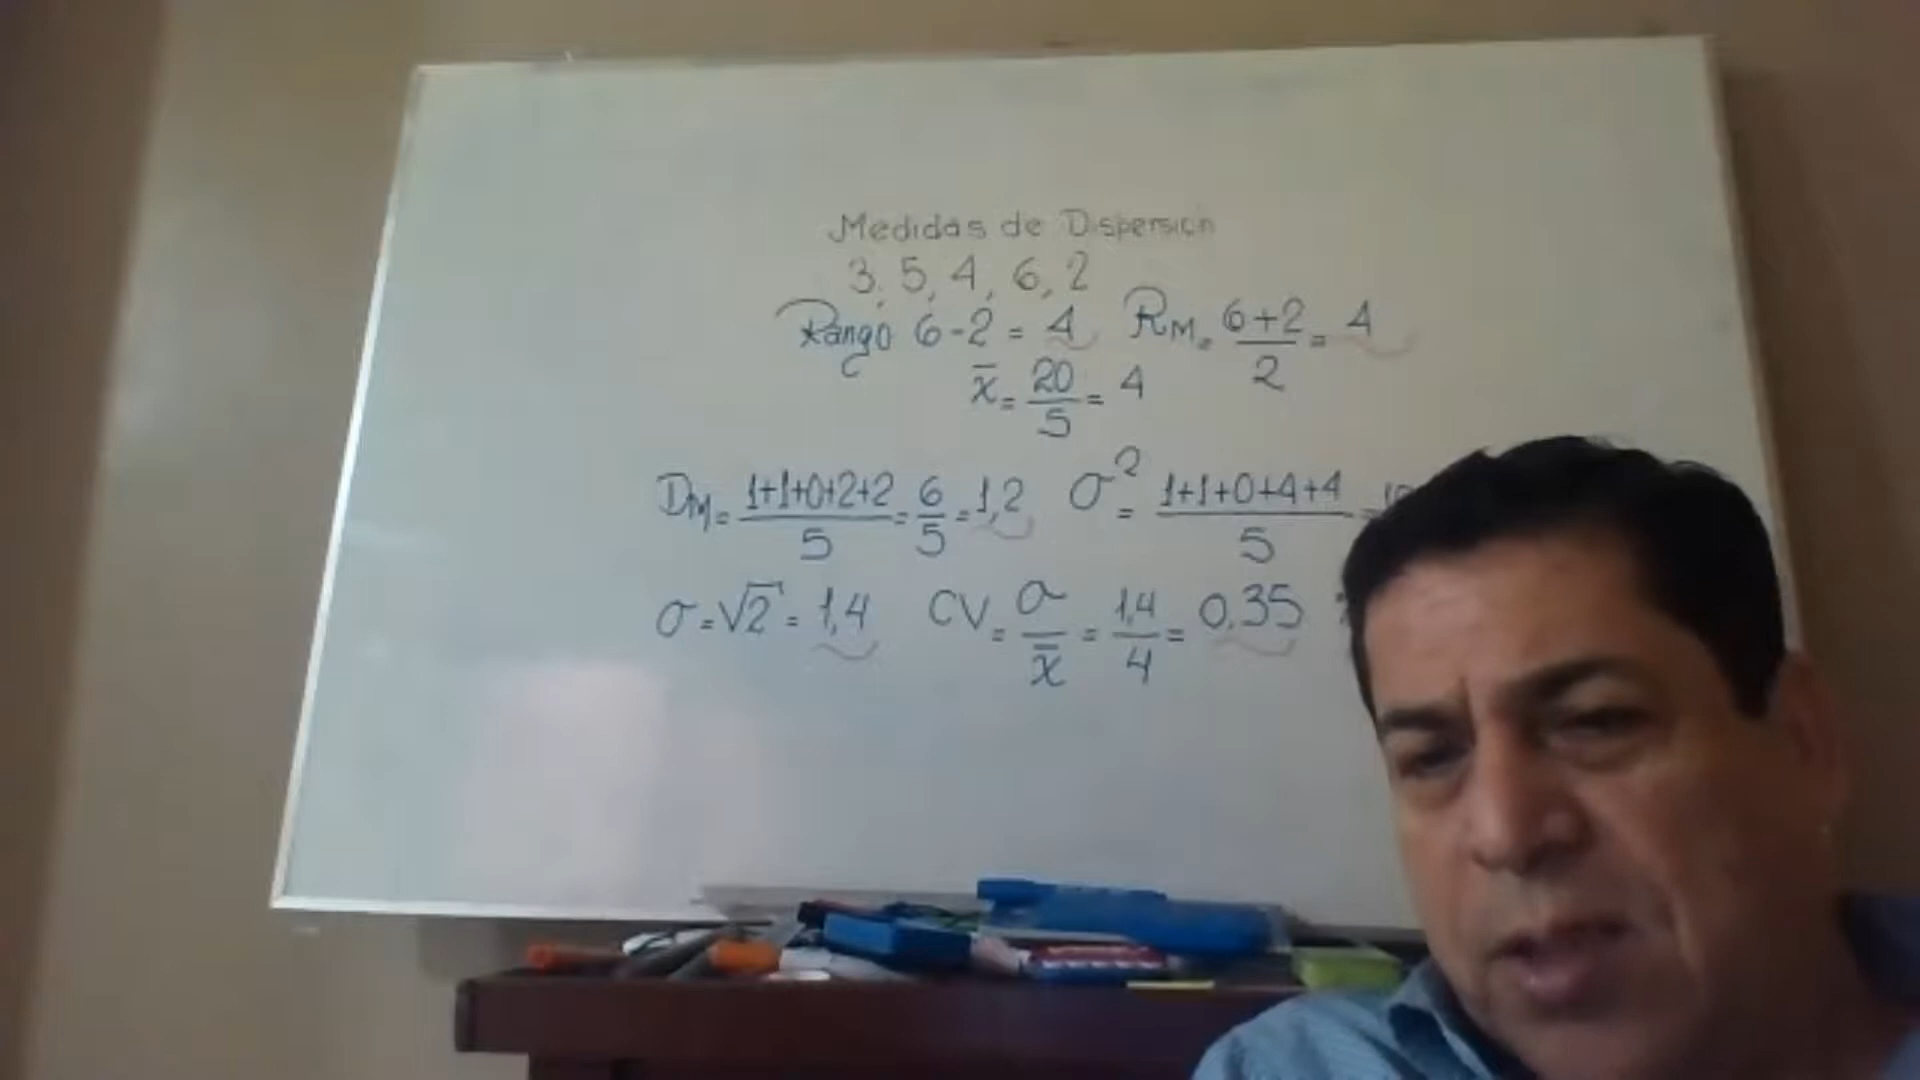 Medidas de Dispersión
3, 5, 4, 6, 2
Rango 6-2 = 4 RM = 6+2/2 = 4
x̄ = 20/5 = 4
DM = 1+1+0+2+2/5 = 6/5 = 1,2 σ² = 1+1+0+4+4/5 =
σ = √2 = 1,4 CV = σ/x̄ = 1,4/4 = 0,35